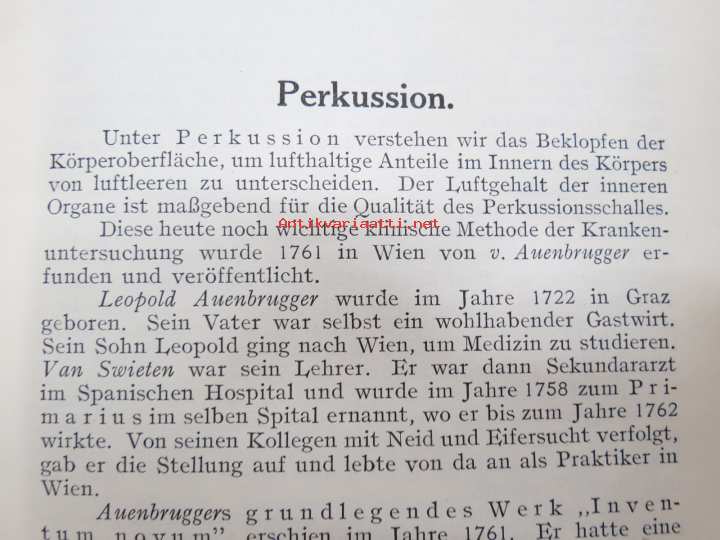 Perkussion.
Unter Perkussion verstehen wir das Beklopfen der
Körperoberfläche, um lufthaltige Anteile im Innern des Körpers
von luftleeren zu unterscheiden. Der Luftgehalt der inneren
Organe ist maßgebend für die Qualität des Perkussionsschalles.
Antikvariaatti.net
Diese heute noch wichtige klinische Methode der Kranken-
untersuchung wurde 1761 in Wien von v. Auenbrugger er-
funden und veröffentlicht.
Leopold Auenbrugger wurde im Jahre 1722 in Graz
geboren. Sein Vater war selbst ein wohlhabender Gastwirt.
Sein Sohn Leopold ging nach Wien, um Medizin zu studieren.
Van Swieten war sein Lehrer. Er war dann Sekundararzt
im Spanischen Hospital und wurde im Jahre 1758 zum Pri-
marius im selben Spital ernannt, wo er bis zum Jahre 1762
wirkte. Von seinen Kollegen mit Neid und Eifersucht verfolgt,
gab er die Stellung auf und lebte von da an als Praktiker in
Wien.
Auenbruggers grundlegendes Werk „Inven-
tum novum" erschien im Jahre 1761. Er hatte eine